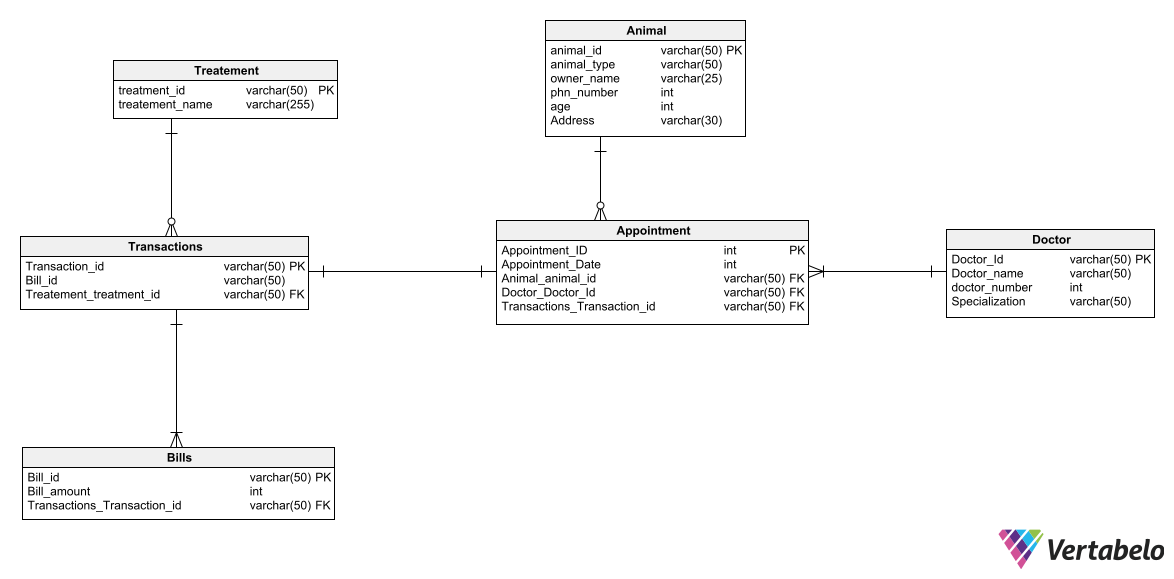 Animal
animal_id varchar(50) PK
animal_type varchar(50)
owner_name varchar(25)
phn_number int
age int
Address varchar(30)
Treatement
treatment_id varchar(50) PK
treatement_name varchar(255)
Transactions
Transaction_id varchar(50) PK
Bill_id varchar(50)
Treatement_treatment_id varchar(50) FK
Appointment
Appointment_ID int PK
Appointment_Date int
Animal_animal_id varchar(50) FK
Doctor_Doctor_Id varchar(50) FK
Transactions_Transaction_id varchar(50) FK
Doctor
Doctor_Id varchar(50) PK
Doctor_name varchar(50)
doctor_number int
Specialization varchar(50)
Bills
Bill_id varchar(50) PK
Bill_amount int
Transactions_Transaction_id varchar(50) FK
Vertabelo